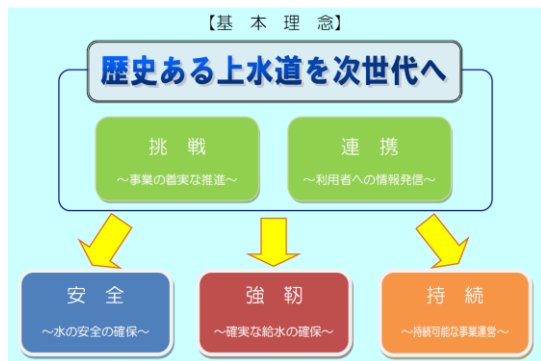 【基 本 理 念】
歴史ある上水道を次世代へ
挑 戦
～事業の着実な推進～
連 携
～利用者への情報発信～
安 全
～水の安全の確保～
強 靭
～確実な給水の確保～
持 続
～持続可能な事業運営～